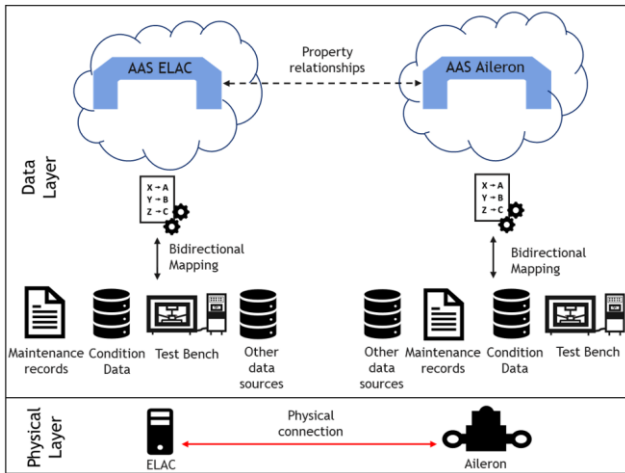 AAS ELAC
Property
relationships
AAS Aileron
Data
Layer
X → A
Y → B
Z → C
X → A
Y → B
Z → C
Bidirectional
Mapping
Bidirectional
Mapping
Maintenance
records
Condition
Data
Test Bench
Other
data
sources
Other
data
sources
Maintenance
records
Condition
Data
Test Bench
Physical
Layer
Physical
connection
ELAC
Aileron